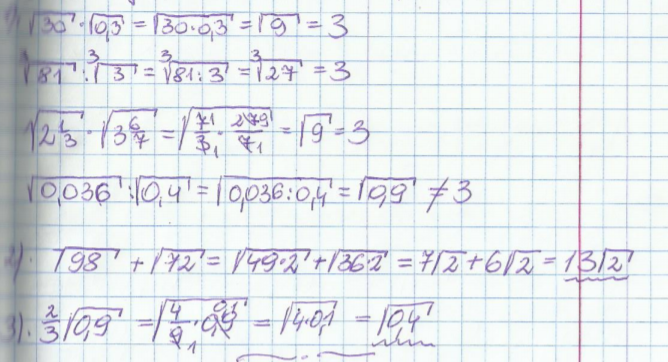 1) √30 · √0,3 = √30·0,3 = √9 = 3
∛81 : ∛3 = ∛81:3 = ∛27 = 3
√2 1/3 · √3 6/7 = √7/3 · 27/7 = √9 = 3
√0,036 : √0,4 = √0,036:0,4 = √0,9 ≠ 3
2). √98 + √72 = √49·2 + √36·2 = 7√2 + 6√2 = 13√2
3). 2/3 √0,9 = √4/9 · 0,9 = √4·0,1 = √0,4